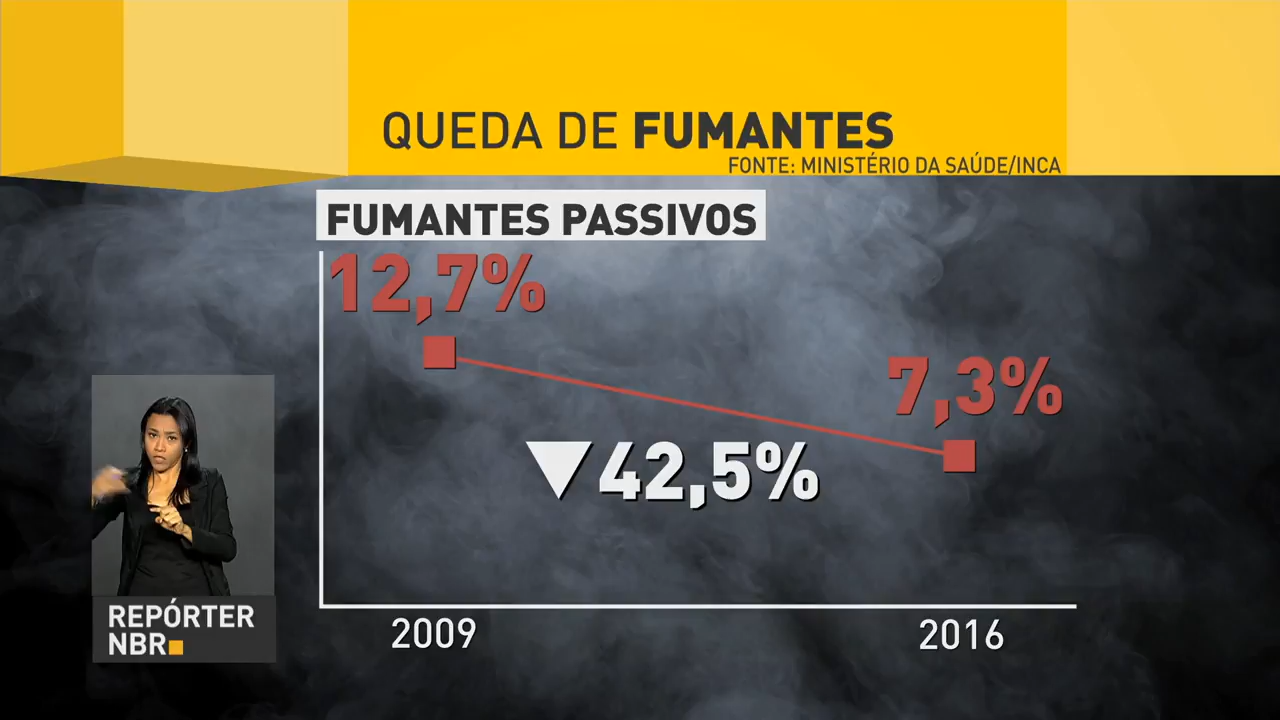 QUEDA DE FUMANTES
FONTE: MINISTÉRIO DA SAÚDE/INCA
FUMANTES PASSIVOS
12,7%
7,3%
▼42,5%
2009
2016
REPÓRTER
NBR